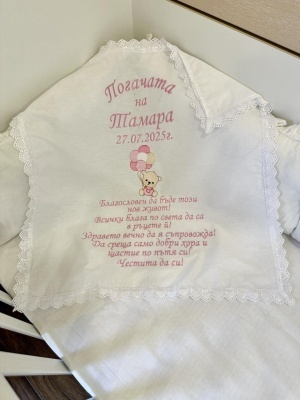 Погачата
на
Тамара
27.07.2025г.
Благословен да бъде този
нов живот!
Всички блага по света да са
в ръцете ѝ!
Здравето вечно да я съпровожда!
Да среща само добри хора и
щастие по пътя си!
Честита да си!